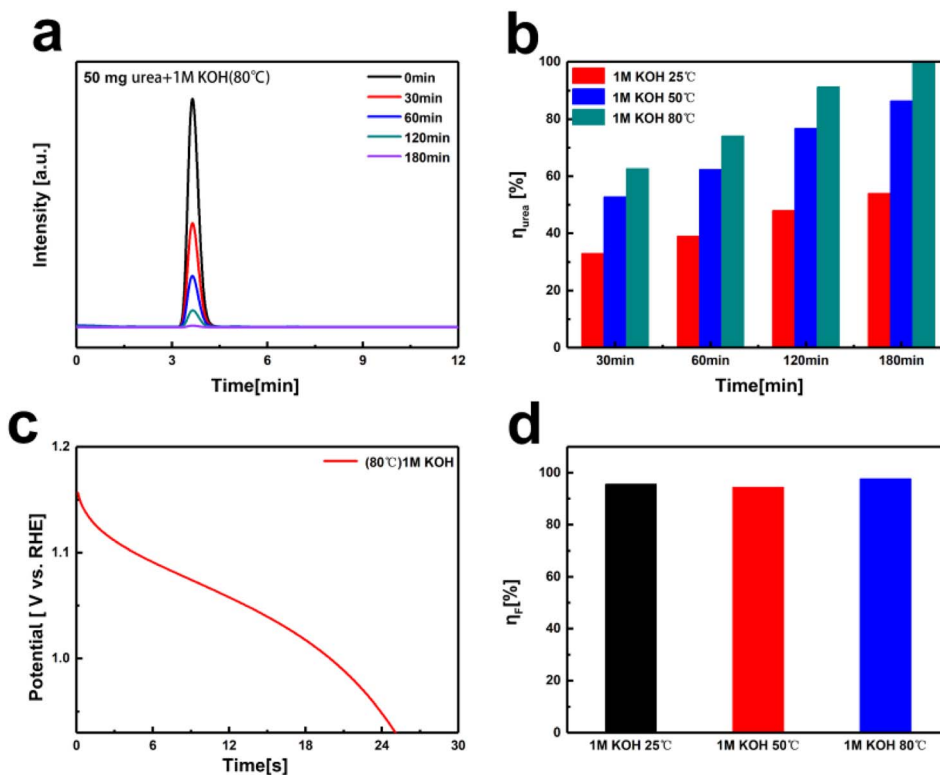 a
50 mg urea+1M KOH(80℃)
0min
30min
60min
120min
180min
Intensity [a.u.]
0 3 6 9 12
Time[min]
b
1M KOH 25℃
1M KOH 50℃
1M KOH 80℃
ηurea [%]
100
80
60
40
20
0
30min 60min 120min 180min
Time[min]
c
(80℃)1M KOH
Potential [ V vs. RHE]
1.2
1.1
1.0
0 6 12 18 24 30
Time[s]
d
ηF[%]
100
80
60
40
20
0
1M KOH 25℃ 1M KOH 50℃ 1M KOH 80℃